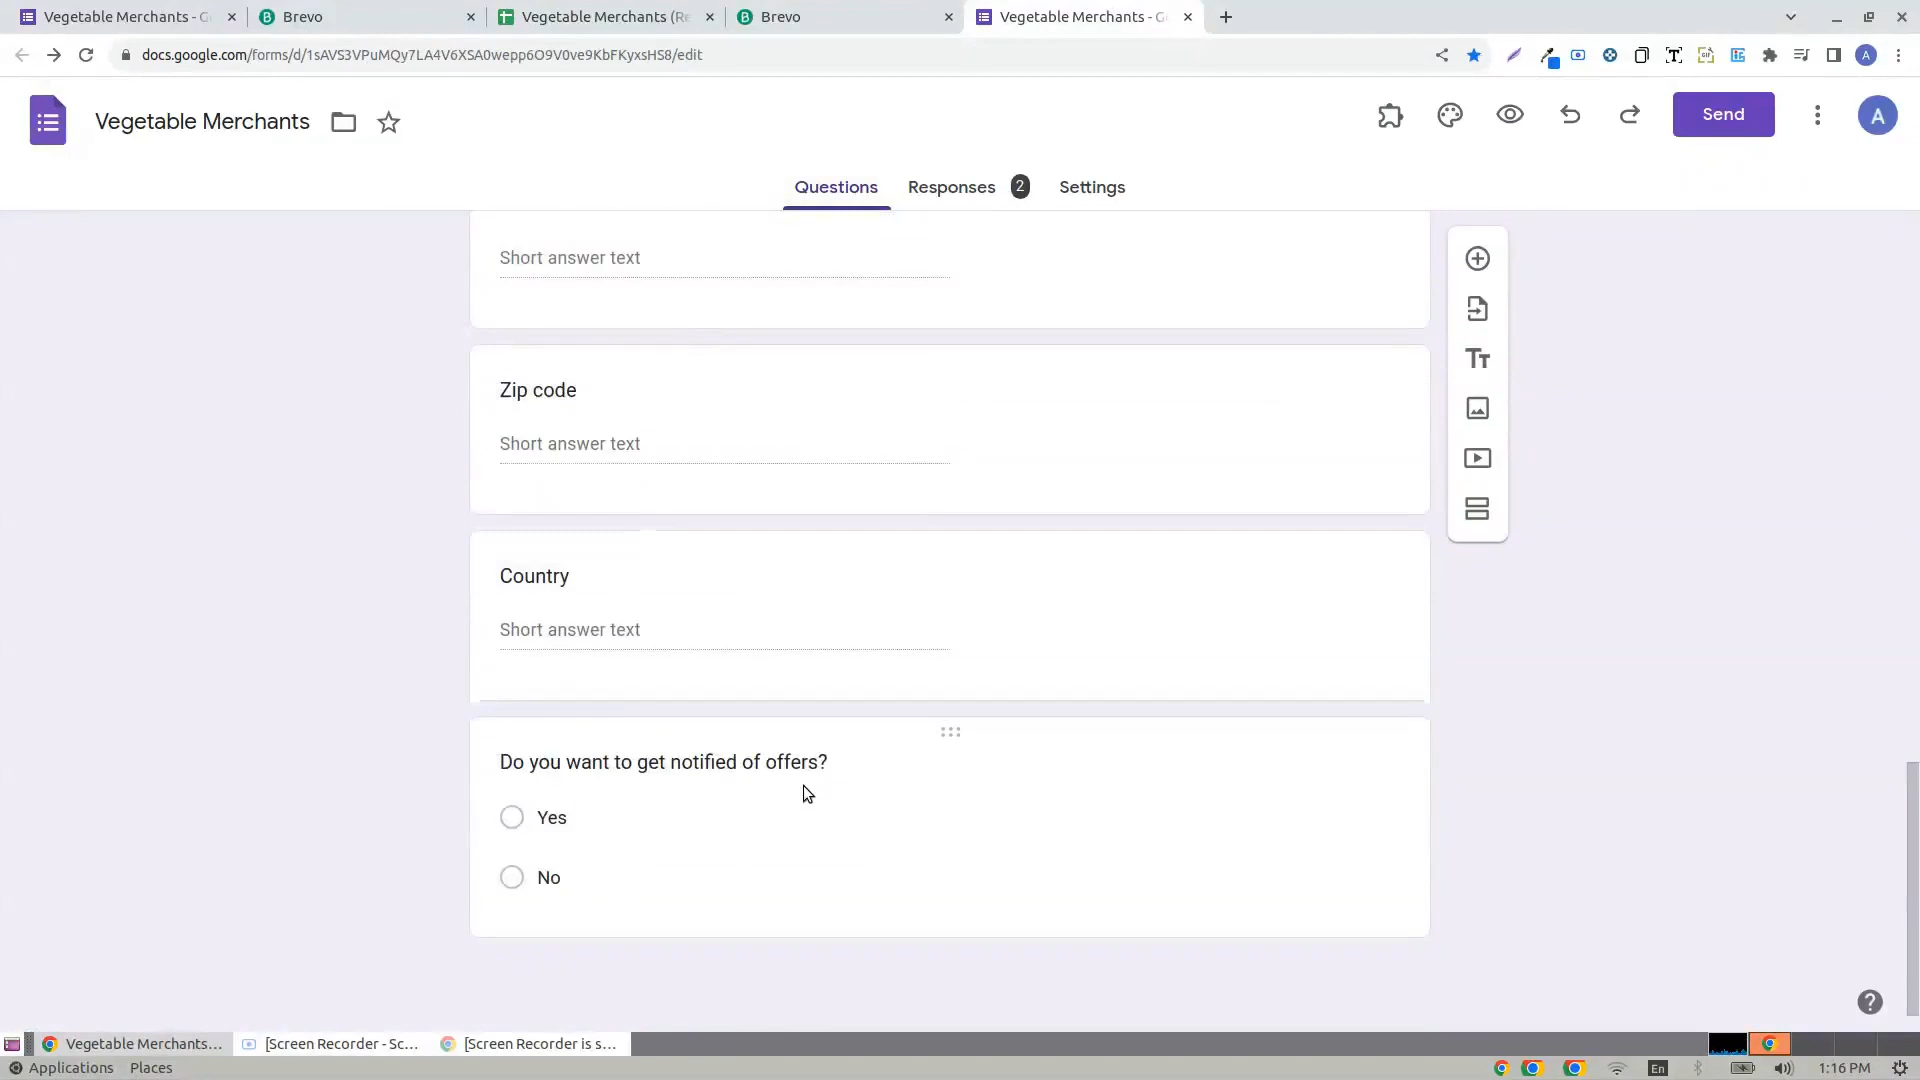 Vegetable Merchants - G
Brevo
Vegetable Merchants (Re
Brevo
Vegetable Merchants - Go
docs.google.com/forms/d/1sAVS3VPuMQy7LA4V6XSA0wepp6O9V0ve9KbFKyxsHS8/edit
A
Vegetable Merchants
Send
A
Questions
Responses 2
Settings
Short answer text
Zip code
Short answer text
Country
Short answer text
Do you want to get notified of offers?
Yes
No
Vegetable Merchants...
[Screen Recorder - Sc...
[Screen Recorder is s...
Applications
Places
En
1:16 PM